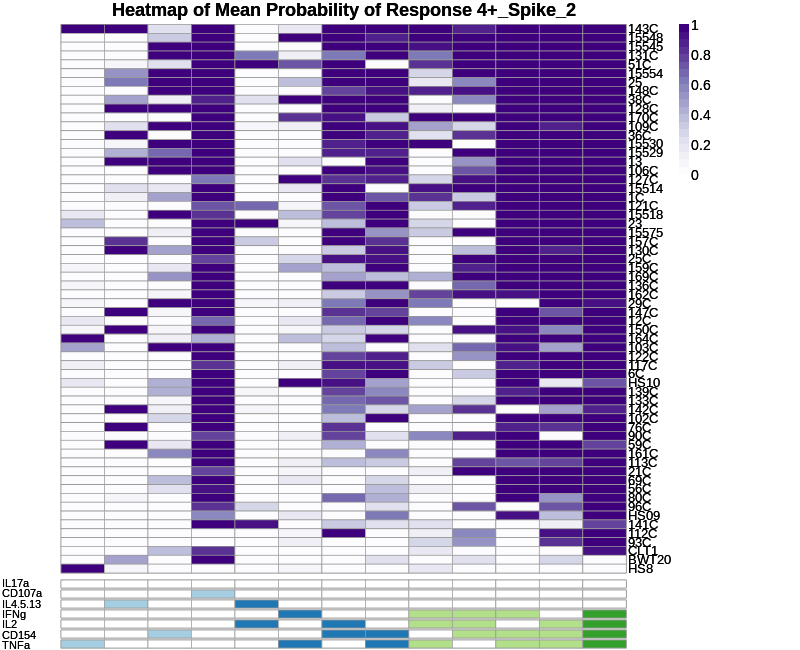 Heatmap of Mean Probability of Response 4+_Spike_2
143C
15548
15545
131C
51C
15554
25
148C
38C
128C
170C
109C
36C
15530
15529
13
106C
127C
15514
1C
121C
15518
23
15575
157C
130C
25C
159C
169C
136C
162C
29C
147C
12C
150C
164C
103C
122C
117C
6C
HS10
139C
133C
142C
102C
76C
90C
59C
161C
113C
21C
69C
56C
80C
96C
HS09
141C
112C
93C
CLT1
BWT20
HS8
1
0.8
0.6
0.4
0.2
0
IL17a
CD107a
IL4.5.13
IFNg
IL2
CD154
TNFa